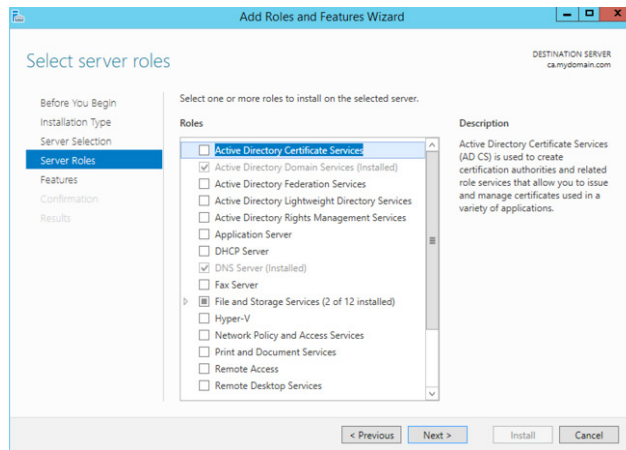 Add Roles and Features Wizard
Select server roles
DESTINATION SERVER
ca.mydomain.com
Before You Begin
Installation Type
Server Selection
Server Roles
Features
Confirmation
Results
Select one or more roles to install on the selected server.
Roles
Active Directory Certificate Services
Active Directory Domain Services (Installed)
Active Directory Federation Services
Active Directory Lightweight Directory Services
Active Directory Rights Management Services
Application Server
DHCP Server
DNS Server (Installed)
Fax Server
File and Storage Services (2 of 12 installed)
Hyper-V
Network Policy and Access Services
Print and Document Services
Remote Access
Remote Desktop Services
Description
Active Directory Certificate Services
(AD CS) is used to create
certification authorities and related
role services that allow you to issue
and manage certificates used in a
variety of applications.
< Previous
Next >
Install
Cancel